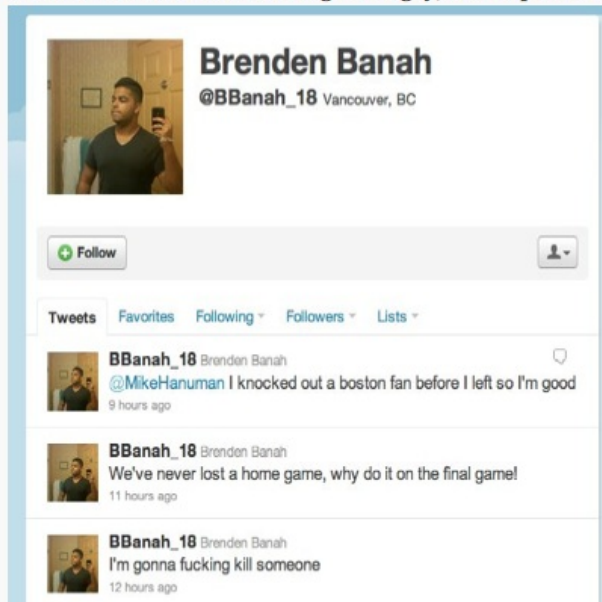 Brenden Banah
@BBanah_18 Vancouver, BC
Follow
Tweets Favorites Following Followers Lists
BBanah_18 Brenden Banah
@MikeHanuman I knocked out a boston fan before I left so I'm good
9 hours ago
BBanah_18 Brenden Banah
We've never lost a home game, why do it on the final game!
11 hours ago
BBanah_18 Brenden Banah
I'm gonna fucking kill someone
12 hours ago